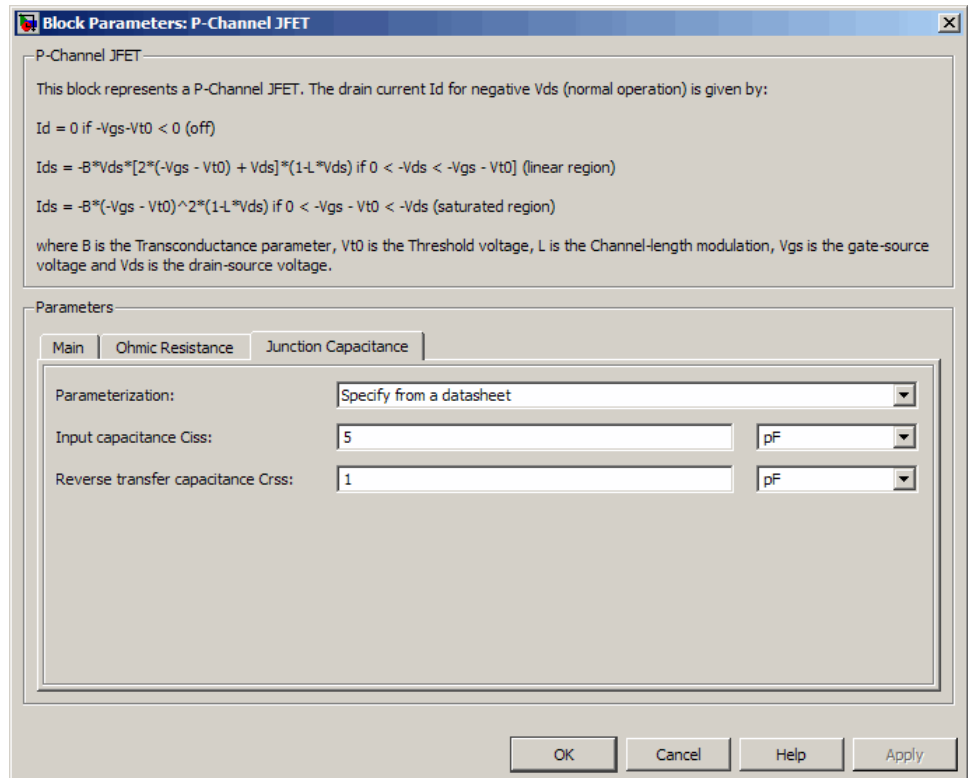 Block Parameters: P-Channel JFET
P-Channel JFET
This block represents a P-Channel JFET. The drain current Id for negative Vds (normal operation) is given by:
Id = 0 if -Vgs-Vt0 < 0 (off)
Ids = -B*Vds*[2*(-Vgs - Vt0) + Vds]*(1-L*Vds) if 0 < -Vds < -Vgs - Vt0] (linear region)
Ids = -B*(-Vgs - Vt0)^2*(1-L*Vds) if 0 < -Vgs - Vt0 < -Vds (saturated region)
where B is the Transconductance parameter, Vt0 is the Threshold voltage, L is the Channel-length modulation, Vgs is the gate-source
voltage and Vds is the drain-source voltage.
Parameters
Main Ohmic Resistance Junction Capacitance
Parameterization: Specify from a datasheet
Input capacitance Ciss: 5 pF
Reverse transfer capacitance Crss: 1 pF
OK Cancel Help Apply